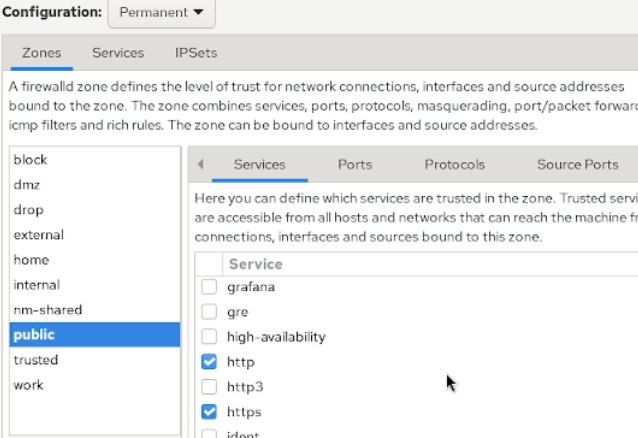 Configuration: Permanent
Zones Services IPSets
A firewalld zone defines the level of trust for network connections, interfaces and source addresses
bound to the zone. The zone combines services, ports, protocols, masquerading, port/packet forward
icmp filters and rich rules. The zone can be bound to interfaces and source addresses.
block
dmz
drop
external
home
internal
nm-shared
public
trusted
work
Services Ports Protocols Source Ports
Here you can define which services are trusted in the zone. Trusted servi
are accessible from all hosts and networks that can reach the machine fr
connections, interfaces and sources bound to this zone.
Service
grafana
gre
high-availability
http
http3
https
ident